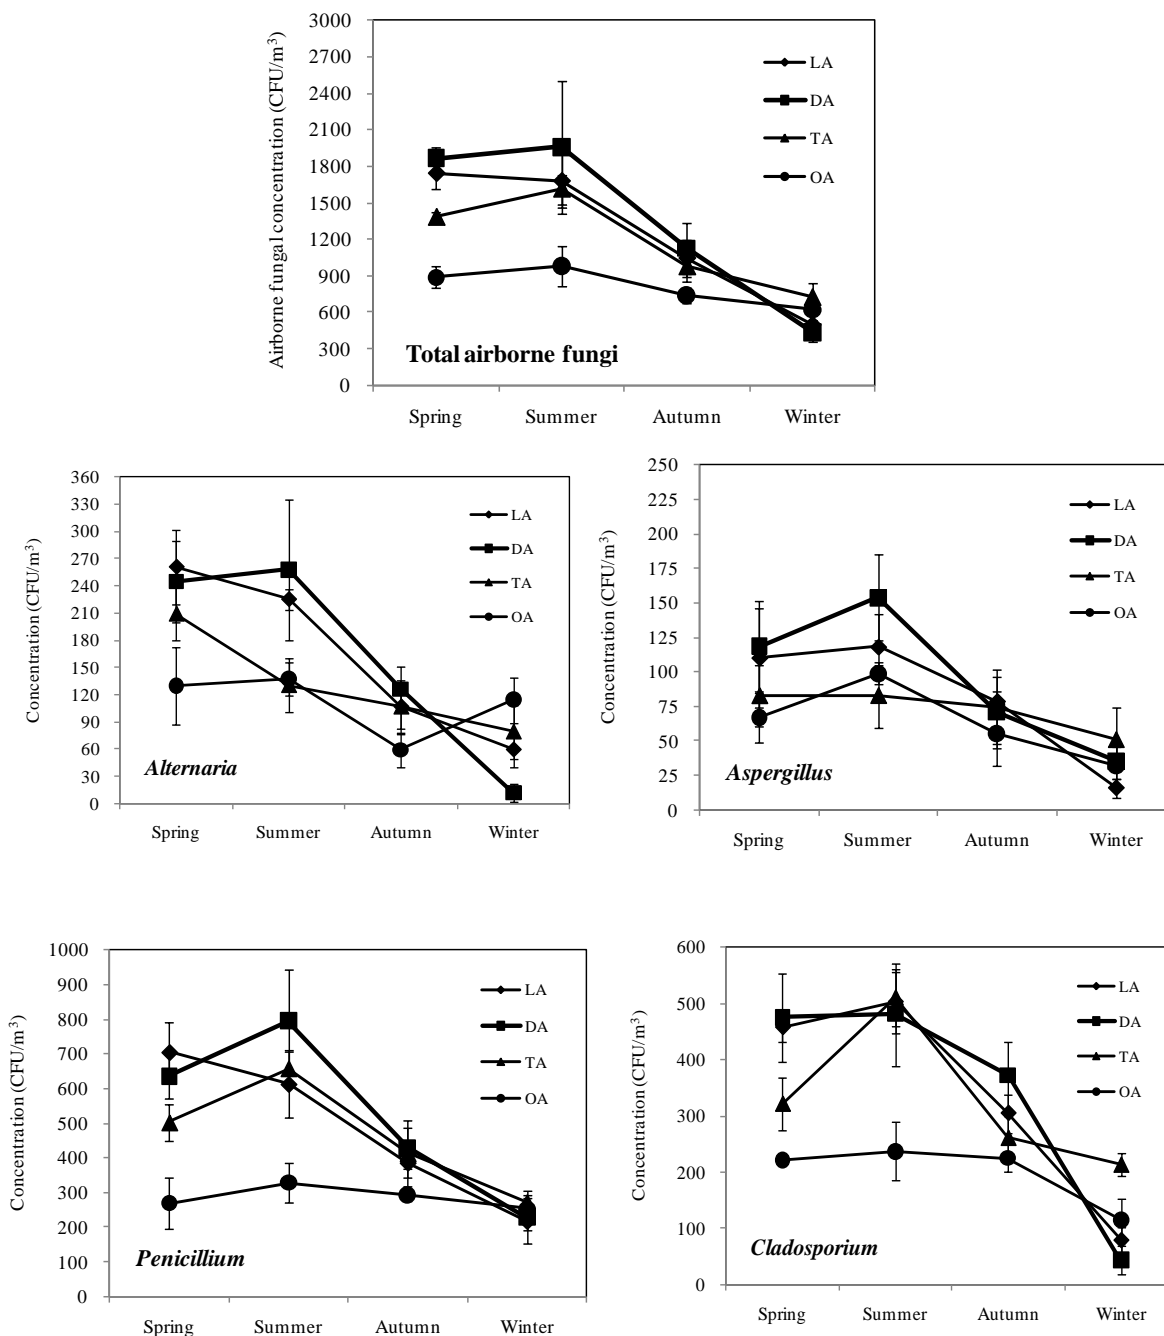 Airborne fungal concentration (CFU/m³)
3000
2700
2400
2100
1800
1500
1200
900
600
300
0
LA
DA
TA
OA
Total airborne fungi
Spring Summer Autumn Winter
Concentration (CFU/m³)
360
330
300
270
240
210
180
150
120
90
60
30
0
LA
DA
TA
OA
Alternaria
Spring Summer Autumn Winter
Concentration (CFU/m³)
250
225
200
175
150
125
100
75
50
25
0
LA
DA
TA
OA
Aspergillus
Spring Summer Autumn Winter
Concentration (CFU/m³)
1000
900
800
700
600
500
400
300
200
100
0
LA
DA
TA
OA
Penicillium
Spring Summer Autumn Winter
Concentration (CFU/m³)
600
500
400
300
200
100
0
LA
DA
TA
OA
Cladosporium
Spring Summer Autumn Winter